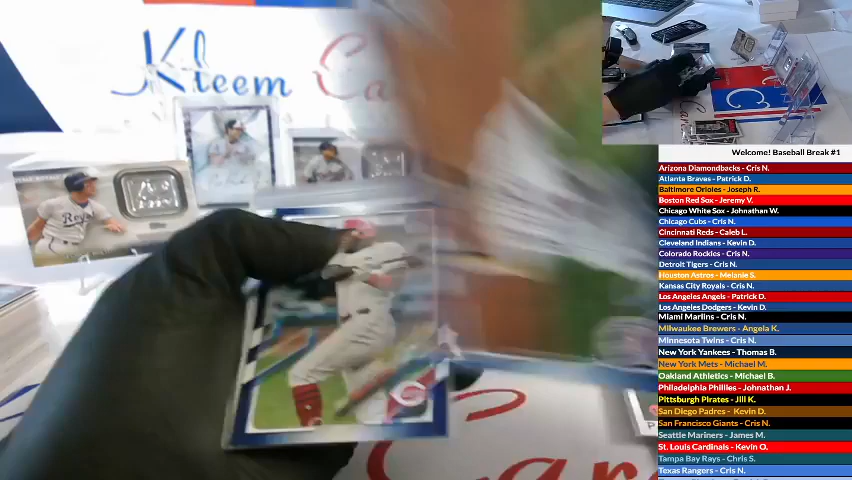 Kleem
Ca
Royals
Welcome! Baseball Break #1
Arizona Diamondbacks - Cris N.
Atlanta Braves - Patrick D.
Baltimore Orioles - Joseph R.
Boston Red Sox - Jeremy V.
Chicago White Sox - Johnathan W.
Chicago Cubs - Cris N.
Cincinnati Reds - Caleb L.
Cleveland Indians - Kevin D.
Colorado Rockies - Cris N.
Detroit Tigers - Cris N.
Houston Astros - Melanie S.
Kansas City Royals - Cris N.
Los Angeles Angels - Patrick D.
Los Angeles Dodgers - Kevin D.
Miami Marlins - Cris N.
Milwaukee Brewers - Angela K.
Minnesota Twins - Cris N.
New York Yankees - Thomas B.
New York Mets - Michael M.
Oakland Athletics - Michael B.
Philadelphia Phillies - Johnathan J.
Pittsburgh Pirates - Jill K.
San Diego Padres - Kevin D.
San Francisco Giants - Cris N.
Seattle Mariners - James M.
St. Louis Cardinals - Kevin O.
Tampa Bay Rays - Chris S.
Texas Rangers - Cris N.
Car